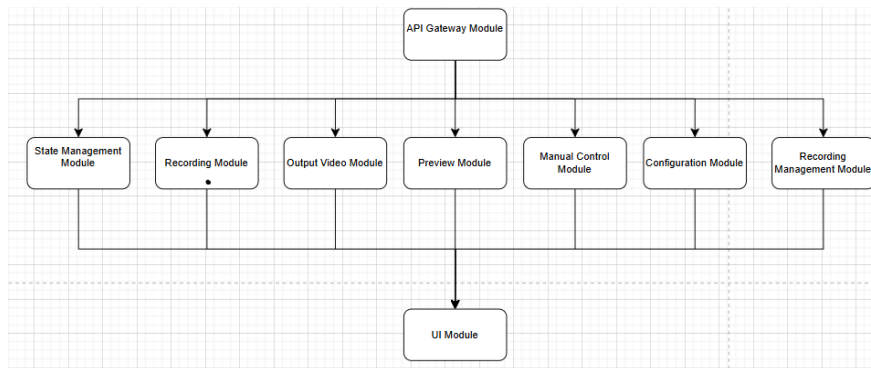 API Gateway Module
State Management
Module
Recording Module
Output Video Module
Preview Module
Manual Control
Module
Configuration Module
Recording
Management Module
UI Module